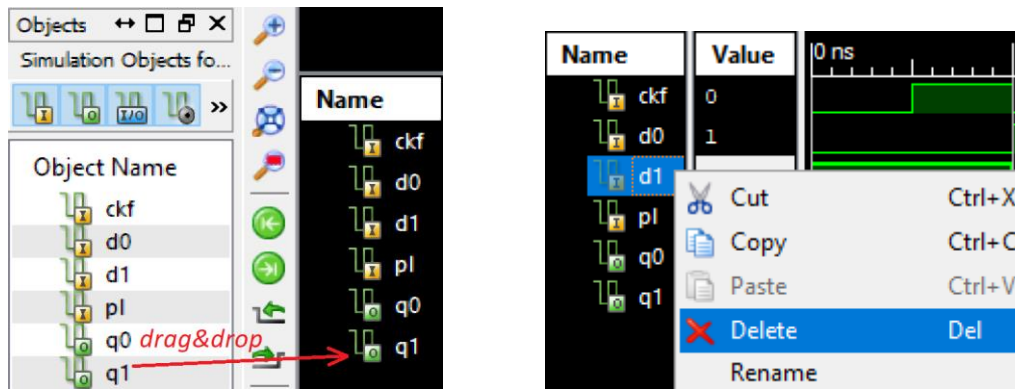 Objects
Simulation Objects fo...
I
O
I/O
»
Object Name
ckf
d0
d1
pl
q0
q1
drag&drop
Name
ckf
d0
d1
pl
q0
q1
Name Value 0 ns
ckf 0
d0 1
d1
pl
q0
q1
Cut Ctrl+X
Copy Ctrl+C
Paste Ctrl+V
Delete Del
Rename